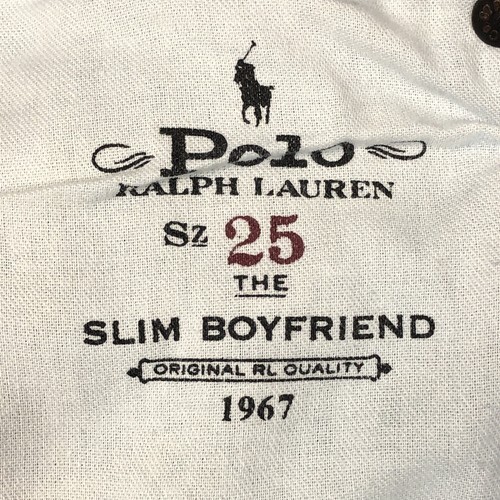 Polo
RALPH LAUREN
Sz 25
THE
SLIM BOYFRIEND
ORIGINAL RL QUALITY
1967